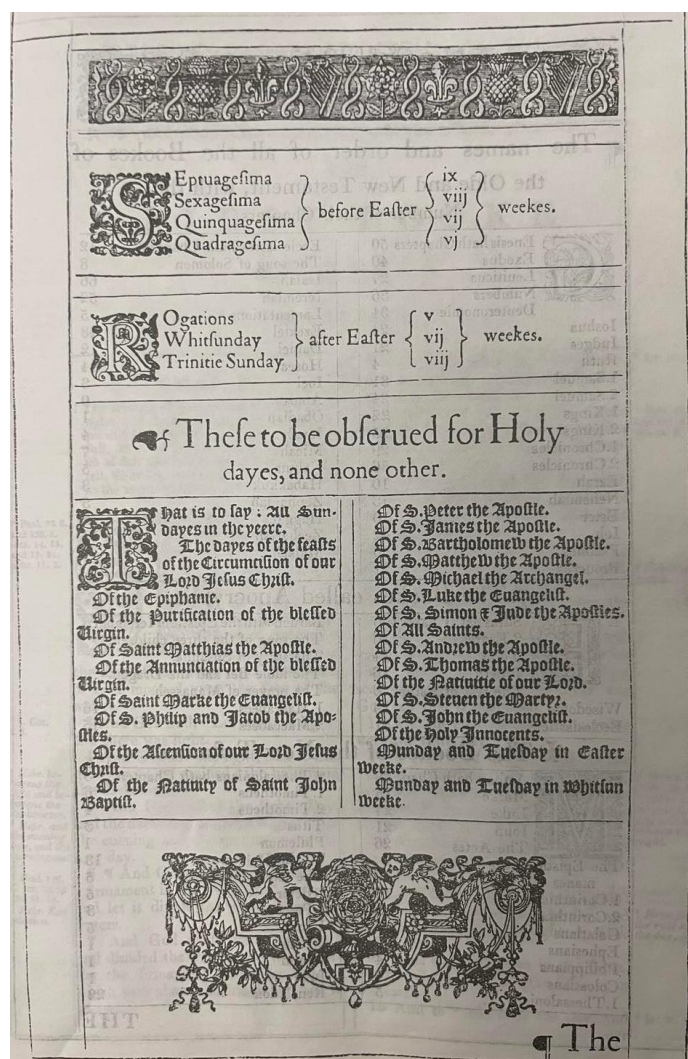 SEptuageſima ix
Sexageſima viij
before Eaſter weekes.
Quinquageſima vij
Quadrageſima vj
ROgations v
Whitſunday after Eaſter vij weekes.
Trinitie Sunday viij
Theſe to be obſerued for Holy
dayes, and none other.
That is to ſay : All Sun-
dayes in the yeere.
The dayes of the feaſts
of the Circumciſion of our
Lord Jeſus Chriſt.
Of the Epiphanie.
Of the Purification of the bleſſed
Virgin.
Of Saint Matthias the Apoſtle.
Of the Annunciation of the bleſſed
Virgin.
Of Saint Marke the Euangeliſt.
Of S. Philip and Jacob the Apo-
ſtles.
Of the Aſcenſion of our Lord Jeſus
Chriſt.
Of the Natiuity of Saint John
Baptiſt.
Of S. Peter the Apoſtle.
Of S. James the Apoſtle.
Of S. Bartholomew the Apoſtle.
Of S. Matthew the Apoſtle.
Of S. Michael the Archangel.
Of S. Luke the Euangeliſt.
Of S. Simon & Jude the Apoſtles.
Of All Saints.
Of S. Andrew the Apoſtle.
Of S. Thomas the Apoſtle.
Of the Natiuitie of our Lord.
Of S. Steuen the Martyr.
Of S. John the Euangeliſt.
Of the Holy Innocents.
Munday and Tueſday in Eaſter
weeke.
Munday and Tueſday in Whitſun
weeke.
¶ The